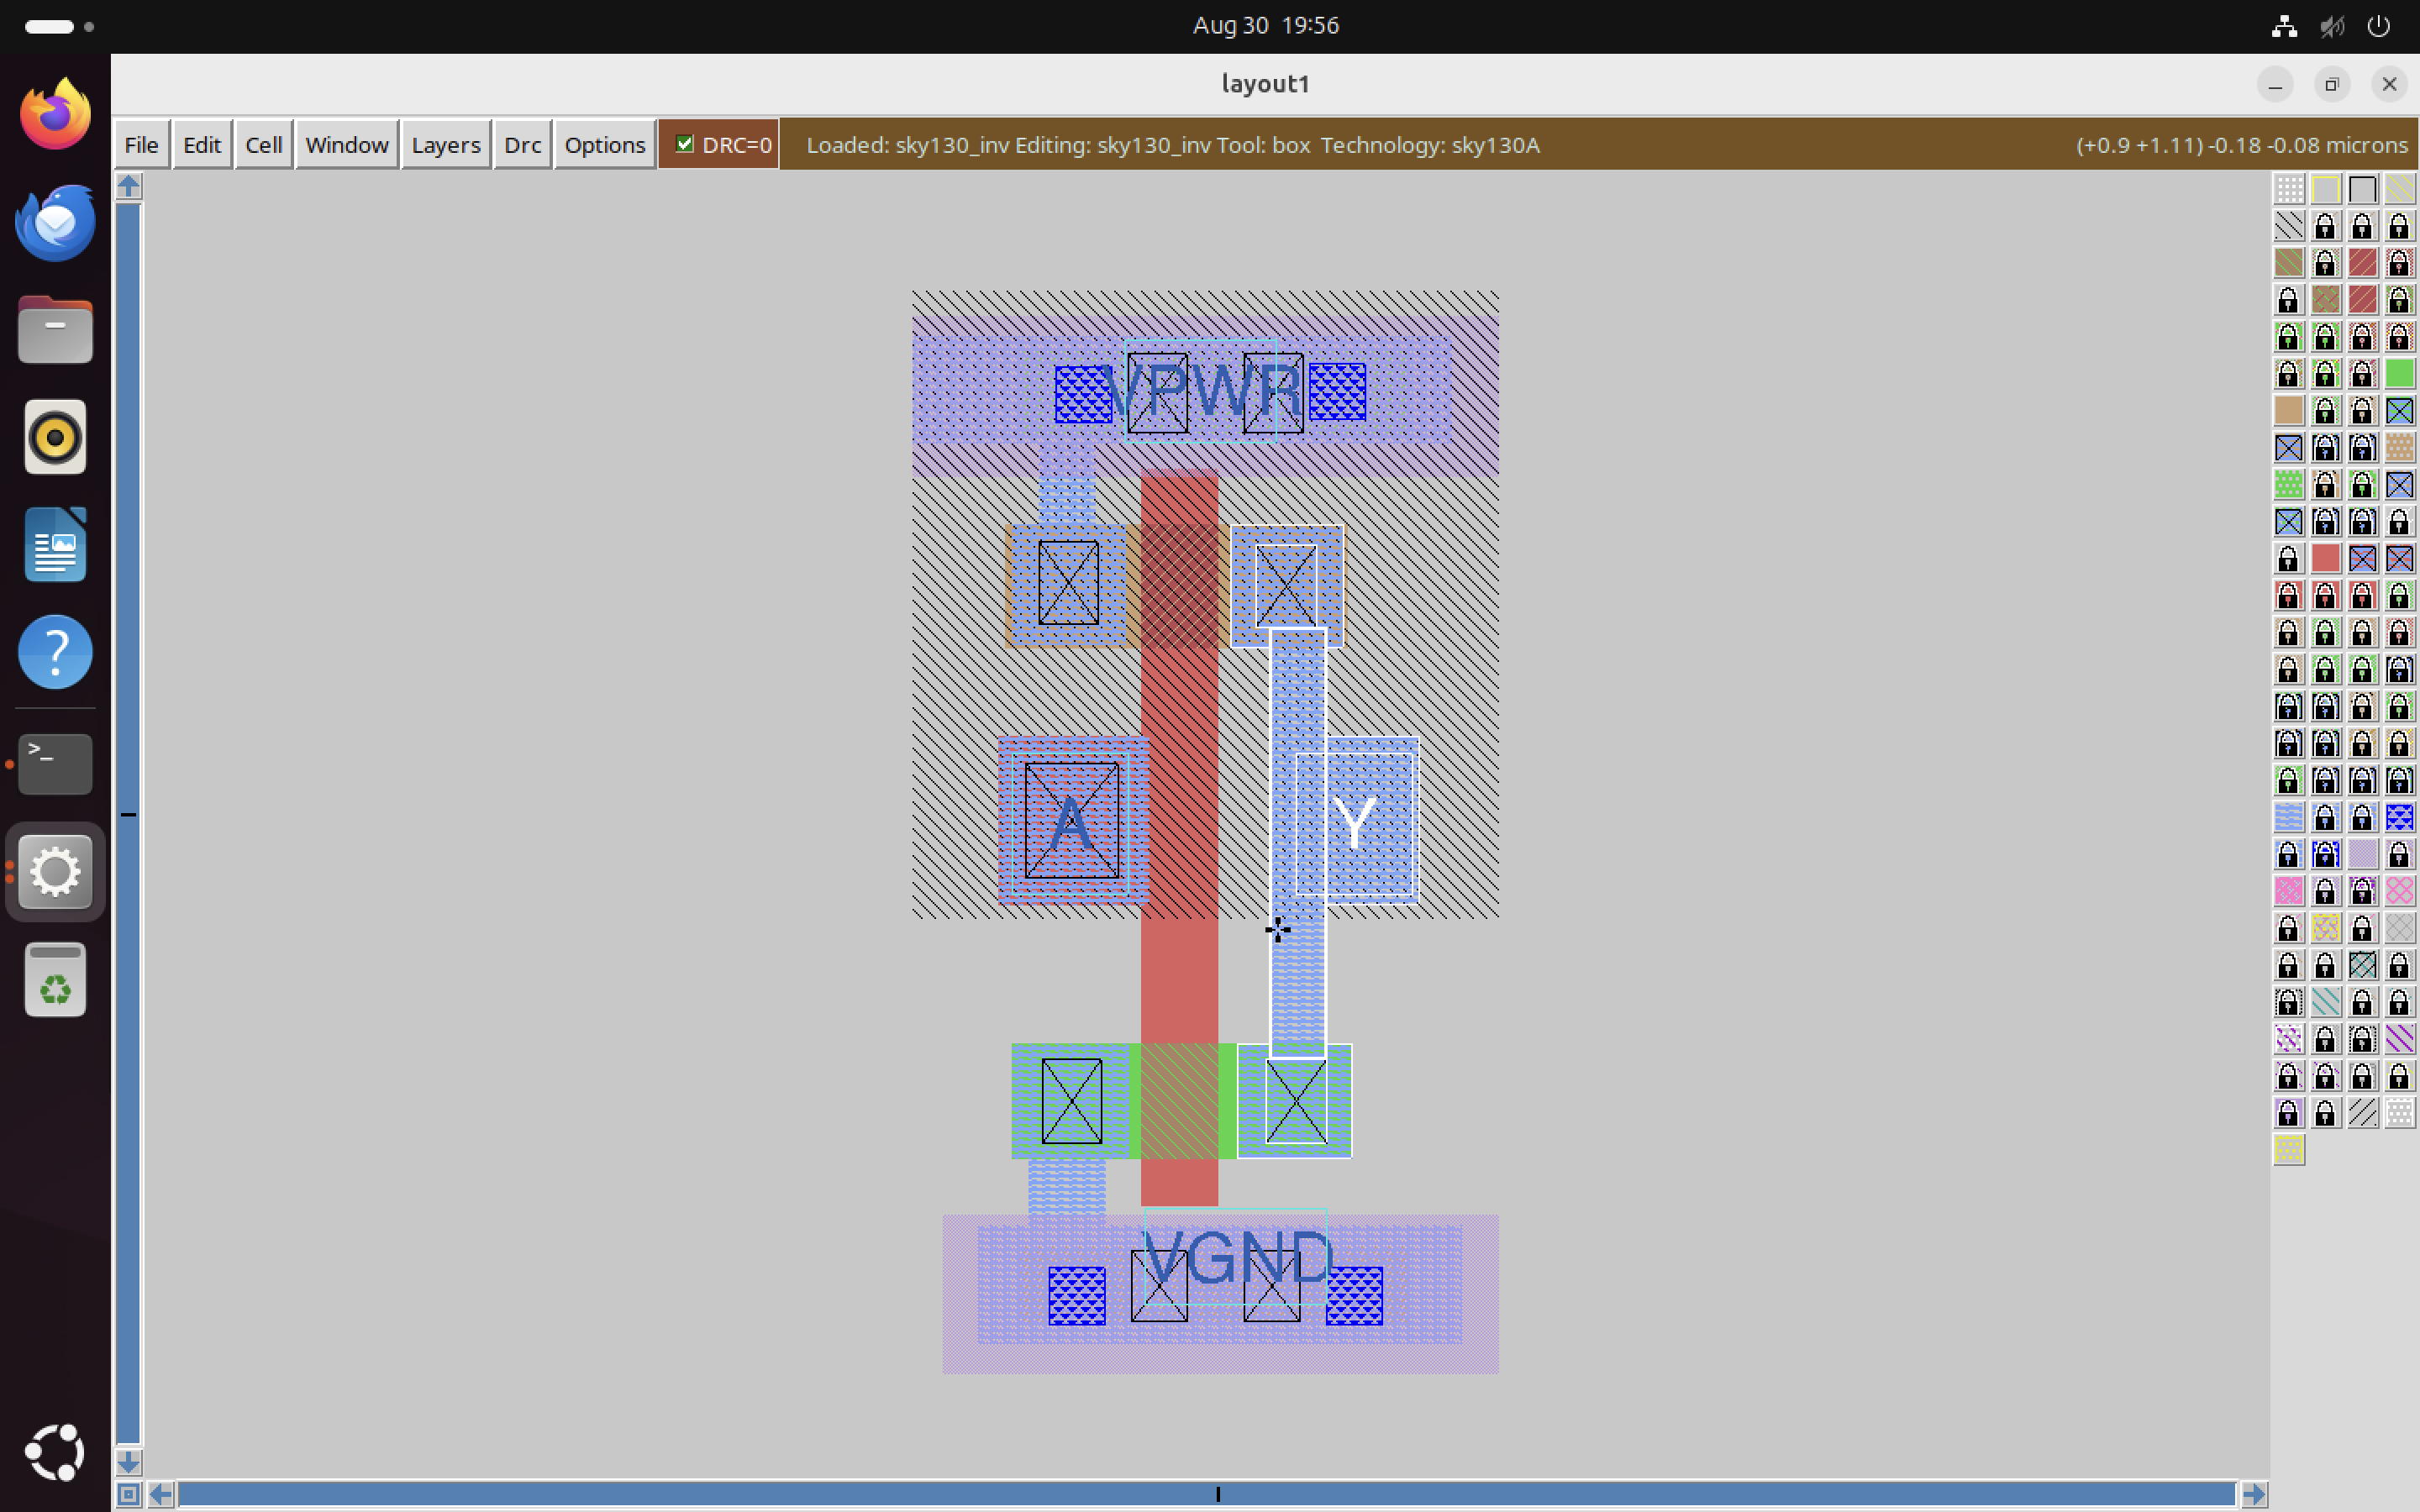 Aug 30 19:56
layout1
File Edit Cell Window Layers Drc Options DRC=0 Loaded: sky130_inv Editing: sky130_inv Tool: box Technology: sky130A (+0.9 +1.11) -0.18 -0.08 microns
VPWR
A Y
VGND